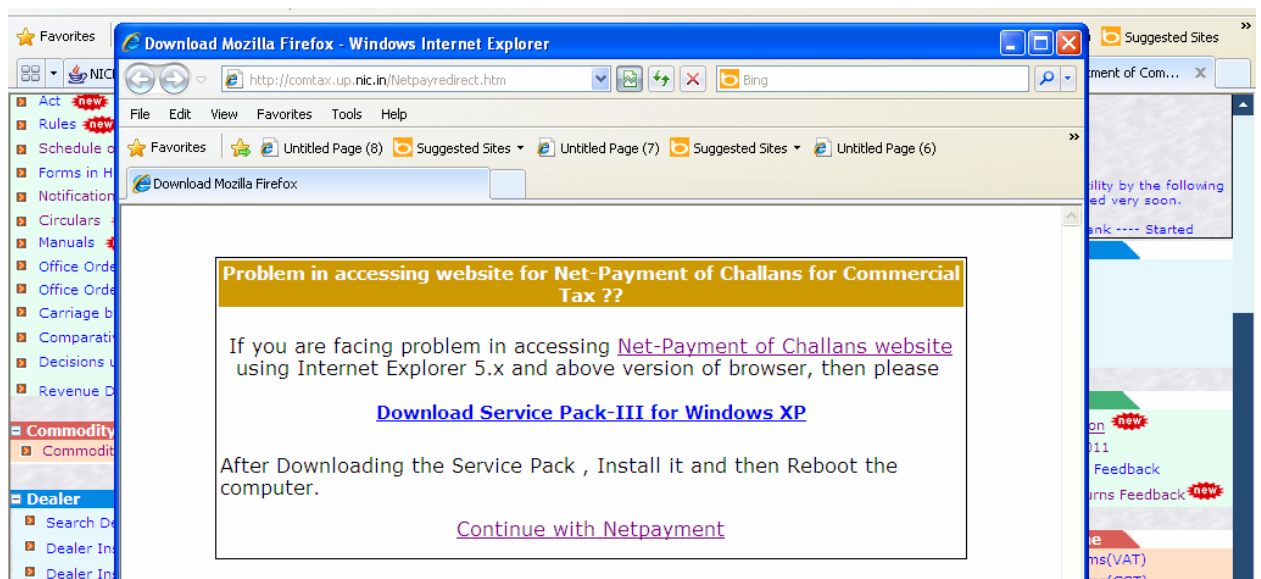 Favorites
Download Mozilla Firefox - Windows Internet Explorer
Suggested Sites
»
NICI
http://comtax.up.nic.in/Netpayredirect.htm
Bing
tment of Com...
X
File Edit View Favorites Tools Help
Favorites Untitled Page (8) Suggested Sites Untitled Page (7) Suggested Sites Untitled Page (6)
»
Download Mozilla Firefox
Act new
Rules new
Schedule o
Forms in H
Notification
Circulars
Manuals
Office Orde
Office Orde
Carriage b
Comparati
Decisions u
Revenue D
Commodity
Commodit
Dealer
Search De
Dealer Ins
Dealer Ins
Problem in accessing website for Net-Payment of Challans for Commercial
Tax ??
If you are facing problem in accessing Net-Payment of Challans website
using Internet Explorer 5.x and above version of browser, then please
Download Service Pack-III for Windows XP
After Downloading the Service Pack , Install it and then Reboot the
computer.
Continue with Netpayment
ility by the following
ed very soon.
ank ---- Started
on new
011
Feedback
urns Feedback new
e
ms(VAT)